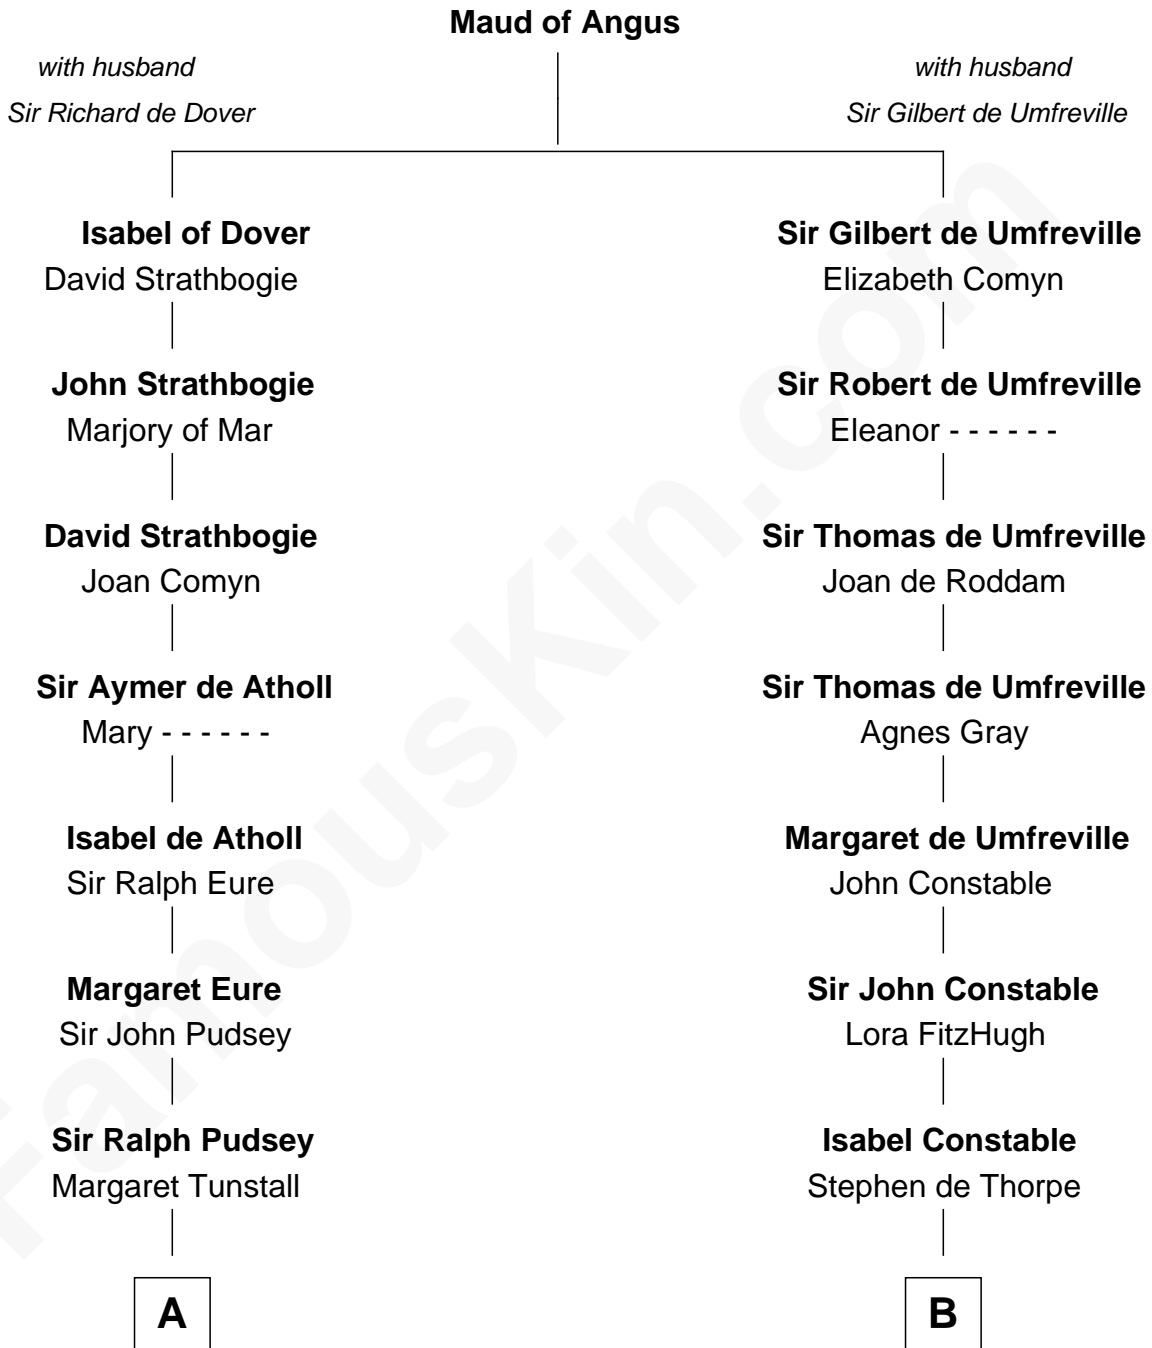 Maud of Angus
with husband
Sir Richard de Dover
with husband
Sir Gilbert de Umfreville
Isabel of Dover
David Strathbogie
Sir Gilbert de Umfreville
Elizabeth Comyn
John Strathbogie
Marjory of Mar
Sir Robert de Umfreville
Eleanor - - - - - -
David Strathbogie
Joan Comyn
Sir Thomas de Umfreville
Joan de Roddam
Sir Aymer de Atholl
Mary - - - - - -
Sir Thomas de Umfreville
Agnes Gray
Isabel de Atholl
Sir Ralph Eure
Margaret de Umfreville
John Constable
Margaret Eure
Sir John Pudsey
Sir John Constable
Lora FitzHugh
Sir Ralph Pudsey
Margaret Tunstall
Isabel Constable
Stephen de Thorpe
A
B
FamousKin.com